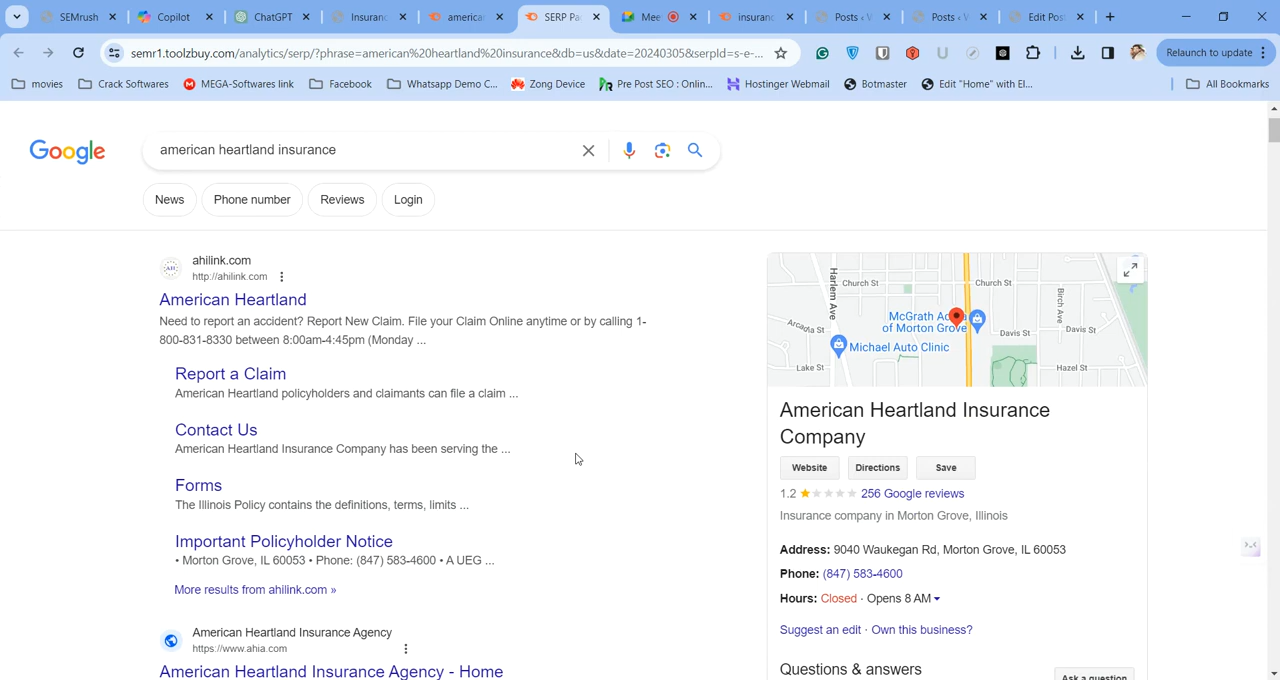 SEMrush
Copilot
ChatGPT
Insuranc
american
SERP Pa
Mee
insuranc
Posts ‹ V
Posts ‹ V
Edit Post
semr1.toolzbuy.com/analytics/serp/?phrase=american%20heartland%20insurance&db=us&date=20240305&serpId=s-e-...
Relaunch to update
movies
Crack Softwares
MEGA-Softwares link
Facebook
Whatsapp Demo C...
Zong Device
Pre Post SEO : Onlin...
Hostinger Webmail
Botmaster
Edit "Home" with El...
All Bookmarks
Google
american heartland insurance
News
Phone number
Reviews
Login
ahilink.com
http://ahilink.com
American Heartland
Need to report an accident? Report New Claim. File your Claim Online anytime or by calling 1-
800-831-8330 between 8:00am-4:45pm (Monday ...
Report a Claim
American Heartland policyholders and claimants can file a claim ...
Contact Us
American Heartland Insurance Company has been serving the ...
Forms
The Illinois Policy contains the definitions, terms, limits ...
Important Policyholder Notice
• Morton Grove, IL 60053 • Phone: (847) 583-4600 • A UEG ...
More results from ahilink.com »
American Heartland Insurance Agency
https://www.ahia.com
American Heartland Insurance Agency - Home
Harlem Ave
Church St
Church St
Birch Ave
McGrath Ac
of Morton Grove
Arcadia St
Davis St
Davis St
Michael Auto Clinic
Lake St
Hazel St
American Heartland Insurance
Company
Website
Directions
Save
1.2
256 Google reviews
Insurance company in Morton Grove, Illinois
Address: 9040 Waukegan Rd, Morton Grove, IL 60053
Phone: (847) 583-4600
Hours: Closed · Opens 8 AM
Suggest an edit · Own this business?
Questions & answers
Ask a question